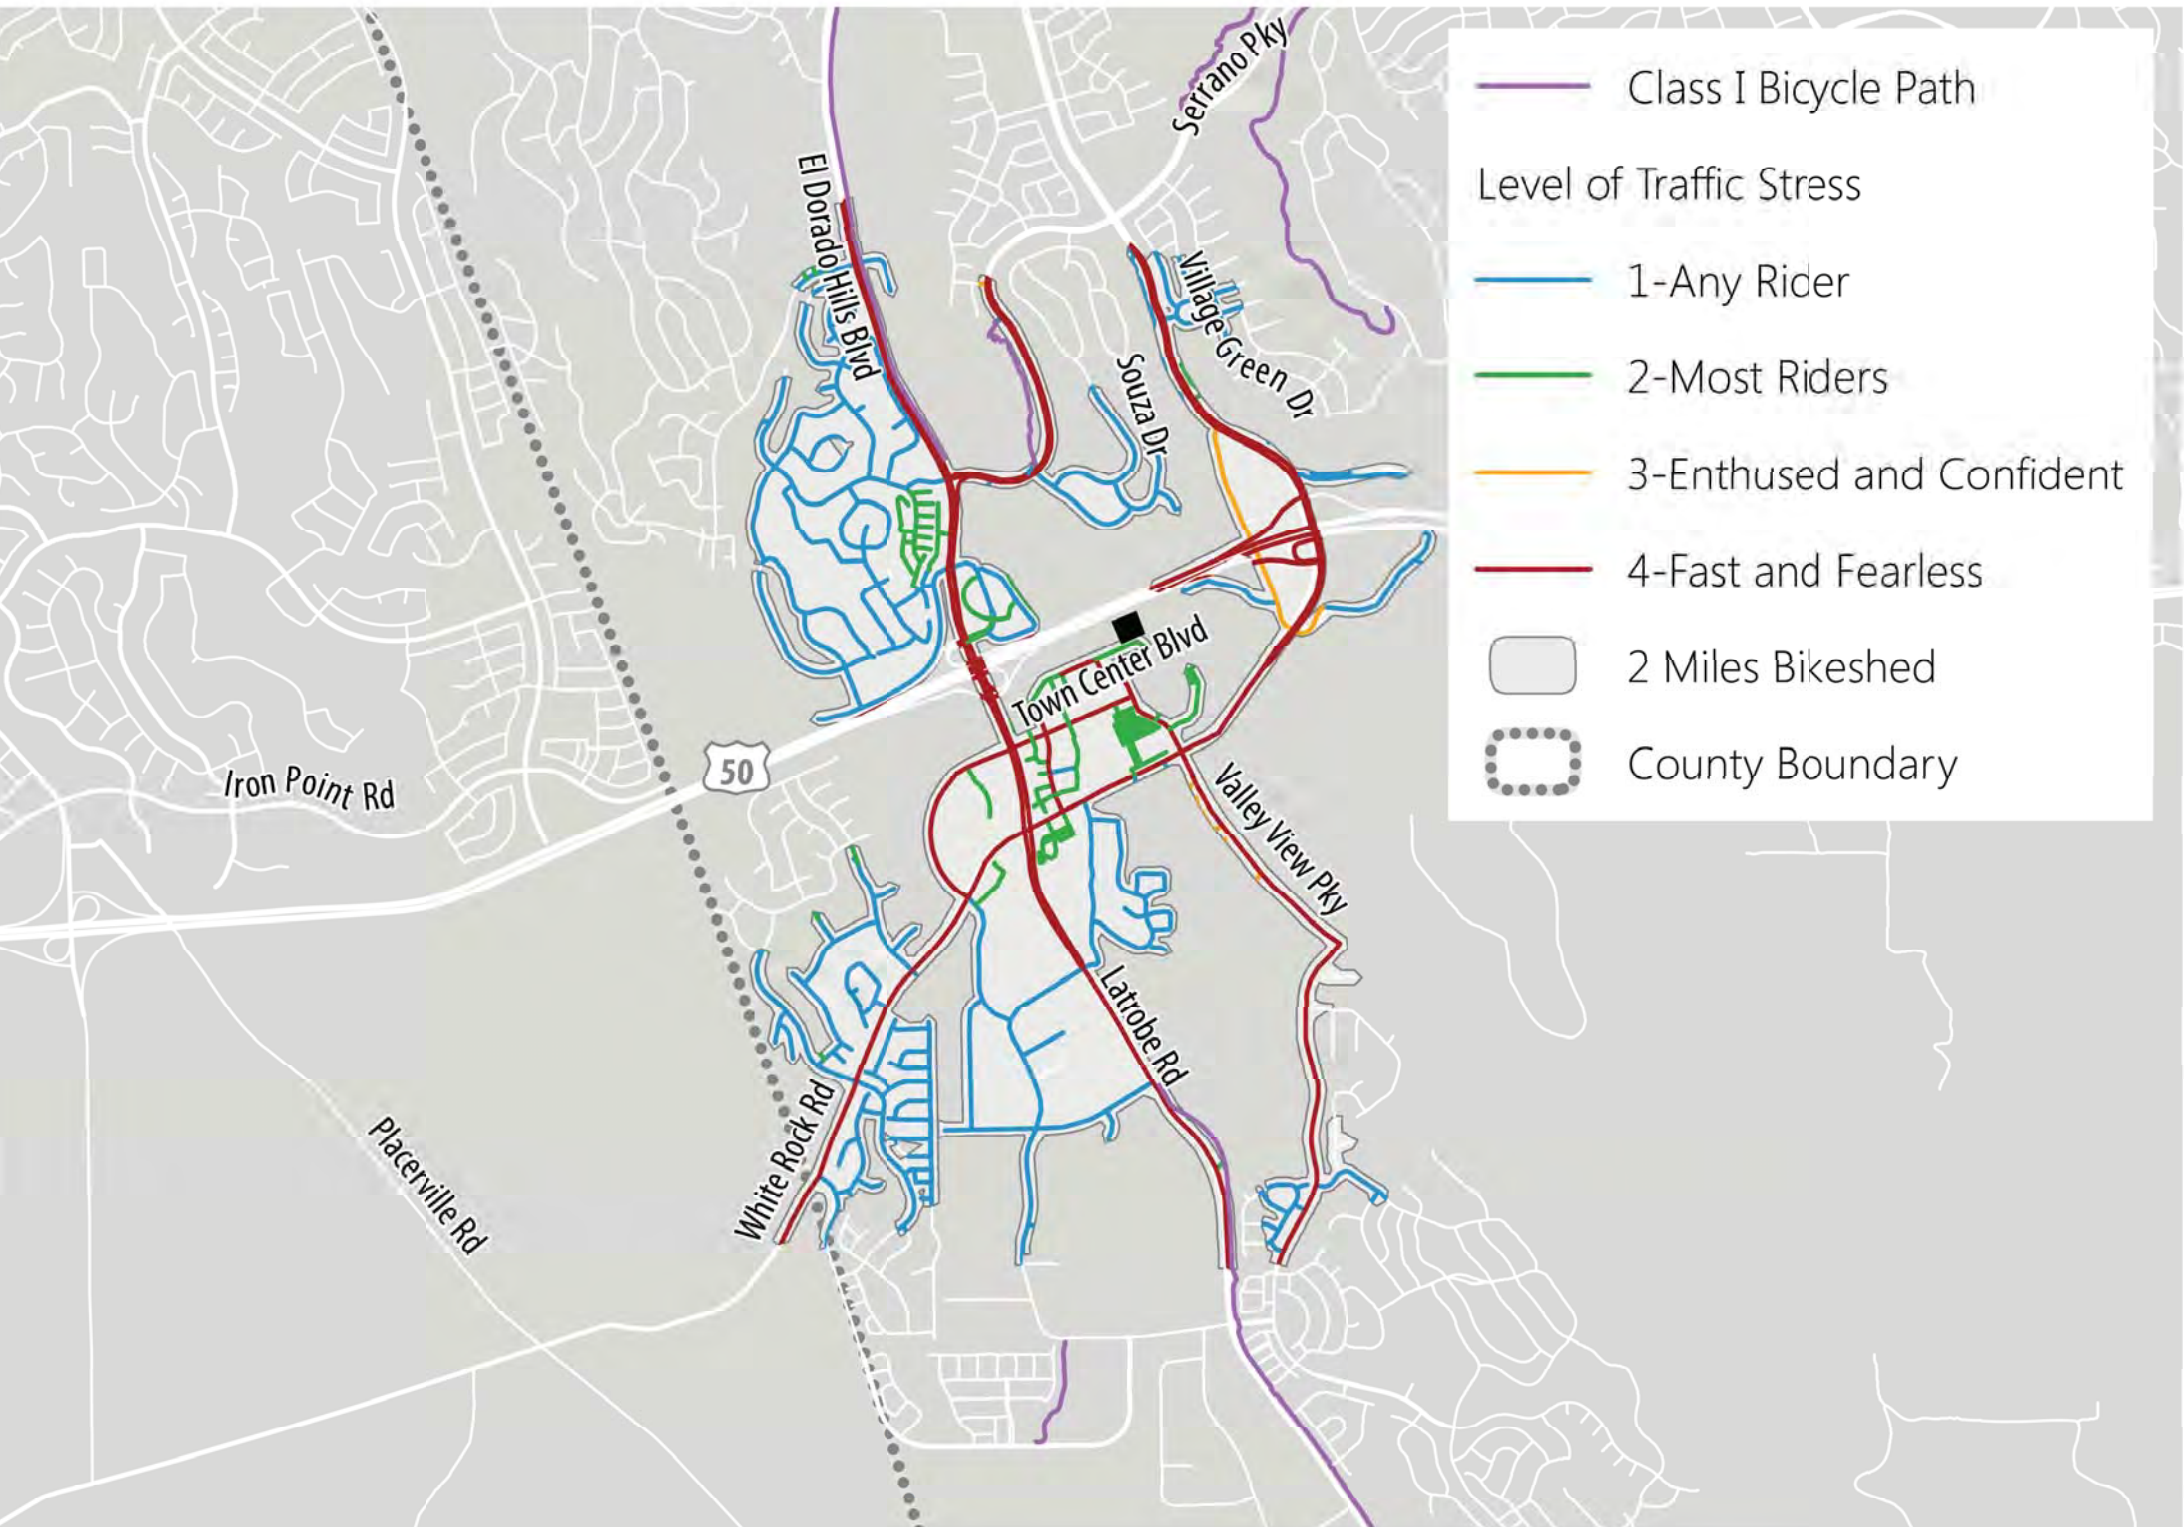 Serrano Pky
El Dorado Hills Blvd
Village Green Dr
Souza Dr
Town Center Blvd
50
Iron Point Rd
Valley View Pky
Latrobe Rd
White Rock Rd
Placerville Rd
Class I Bicycle Path
Level of Traffic Stress
1-Any Rider
2-Most Riders
3-Enthused and Confident
4-Fast and Fearless
2 Miles Bikeshed
County Boundary